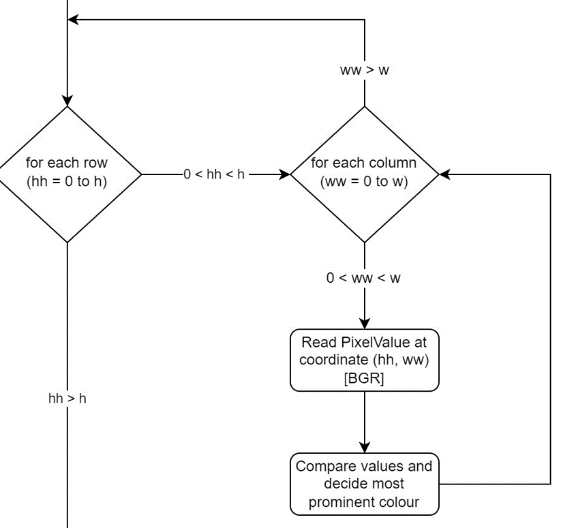 ww > w
for each row
(hh = 0 to h)
0 < hh < h
for each column
(ww = 0 to w)
0 < ww < w
Read PixelValue at
coordinate (hh, ww)
[BGR]
hh > h
Compare values and
decide most
prominent colour